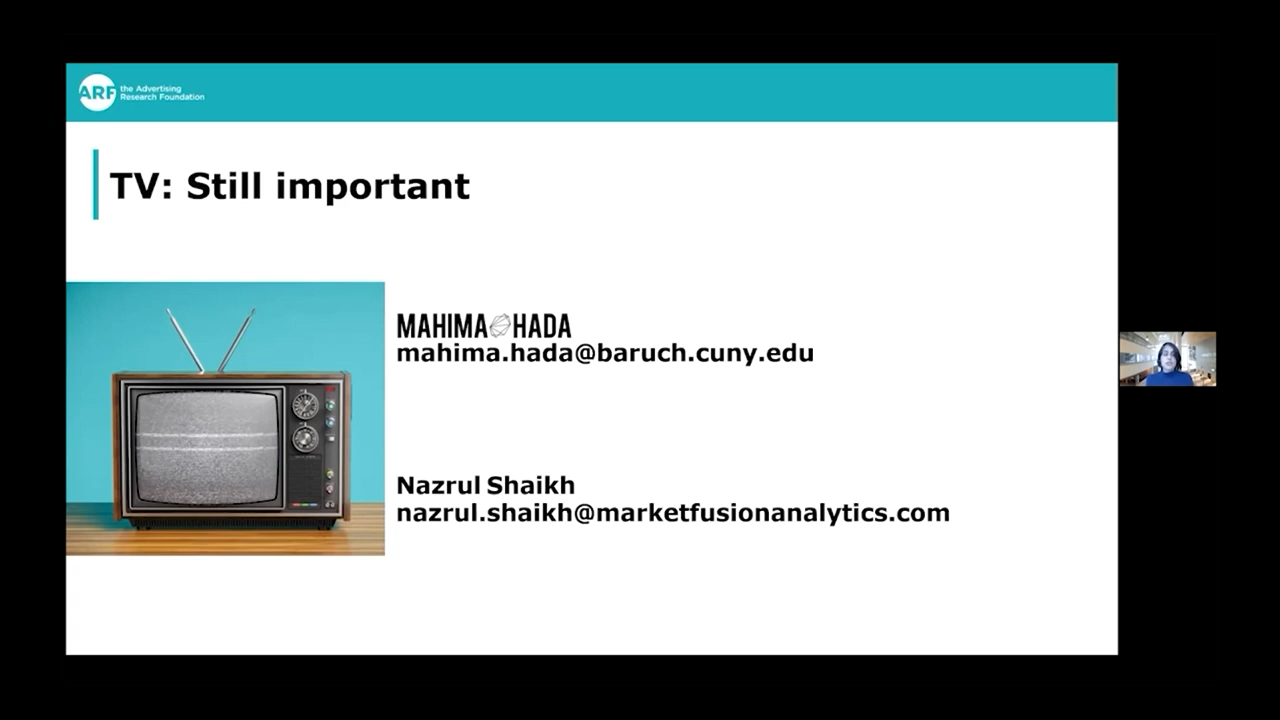 ARF the Advertising
Research Foundation
TV: Still important
MAHIMA HADA
mahima.hada@baruch.cuny.edu
Nazrul Shaikh
nazrul.shaikh@marketfusionanalytics.com